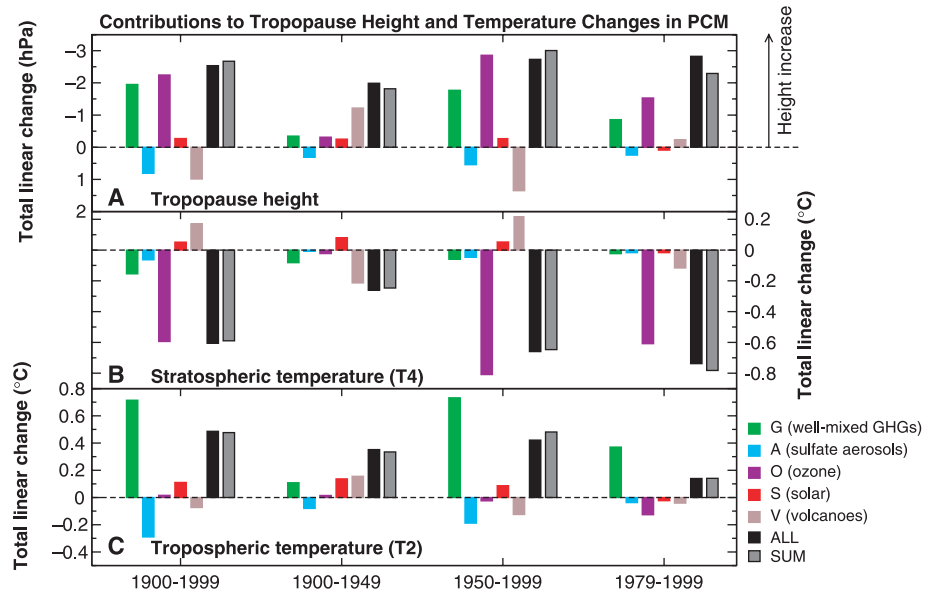 Contributions to Tropopause Height and Temperature Changes in PCM
Total linear change (hPa)
−3
−2
−1
0
1
2
Height increase
A Tropopause height
Total linear change (°C)
0.2
0
-0.2
-0.4
-0.6
-0.8
B Stratospheric temperature (T4)
Total linear change (°C)
0.8
0.6
0.4
0.2
0
−0.2
−0.4
C Tropospheric temperature (T2)
1900-1999
1900-1949
1950-1999
1979-1999
G (well-mixed GHGs)
A (sulfate aerosols)
O (ozone)
S (solar)
V (volcanoes)
ALL
SUM